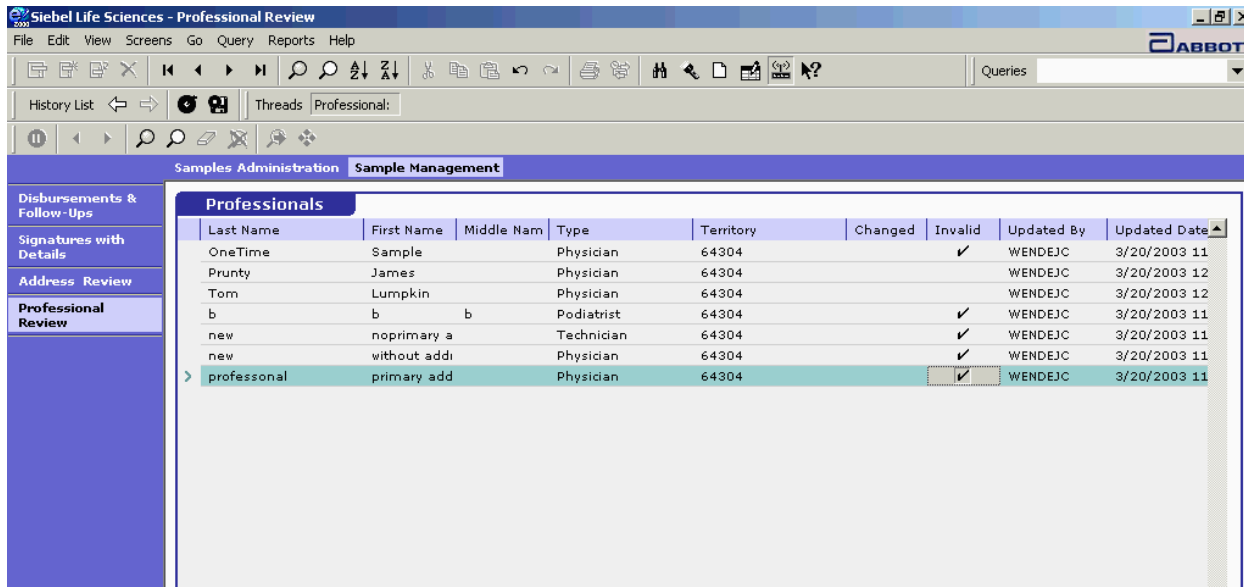 Siebel Life Sciences - Professional Review
File Edit View Screens Go Query Reports Help
ABBOT
Queries
History List Threads Professional:
Samples Administration Sample Management
Disbursements & Follow-Ups
Signatures with Details
Address Review
Professional Review
Professionals
Last Name First Name Middle Nam Type Territory Changed Invalid Updated By Updated Date
OneTime Sample Physician 64304 ✓ WENDEJC 3/20/2003 11
Prunty James Physician 64304 WENDEJC 3/20/2003 12
Tom Lumpkin Physician 64304 WENDEJC 3/20/2003 12
b b b Podiatrist 64304 ✓ WENDEJC 3/20/2003 11
new noprimary a Technician 64304 ✓ WENDEJC 3/20/2003 11
new without add Physician 64304 ✓ WENDEJC 3/20/2003 11
professonal primary add Physician 64304 ✓ WENDEJC 3/20/2003 11